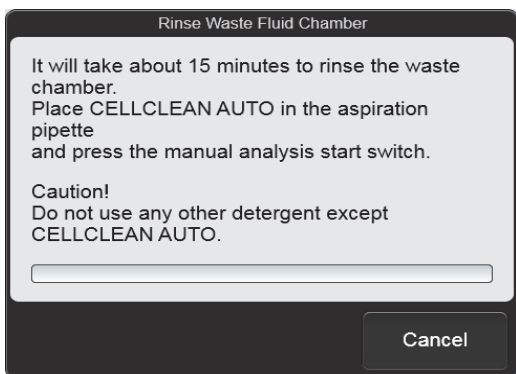 Rinse Waste Fluid Chamber
It will take about 15 minutes to rinse the waste
chamber.
Place CELLCLEAN AUTO in the aspiration
pipette
and press the manual analysis start switch.
Caution!
Do not use any other detergent except
CELLCLEAN AUTO.
Cancel